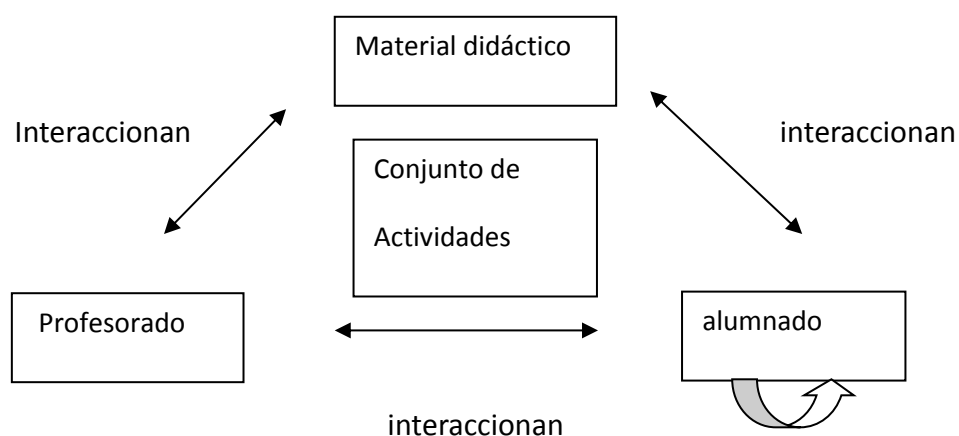 Material didáctico
Interaccionan
interaccionan
Conjunto de
Actividades
Profesorado
alumnado
interaccionan